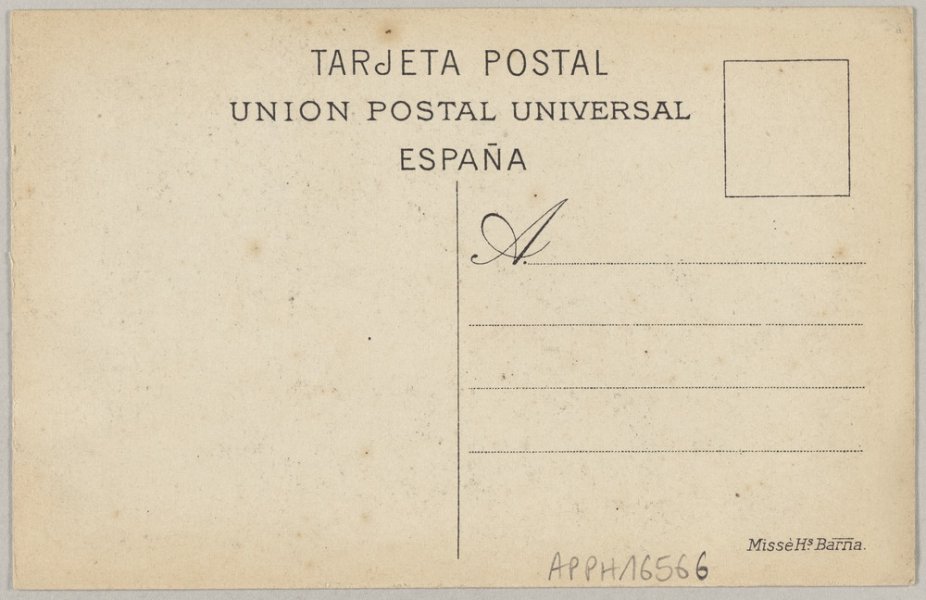 TARJETA POSTAL
UNION POSTAL UNIVERSAL
ESPAÑA
A.
Missè Hs. Barna.
APPH16566